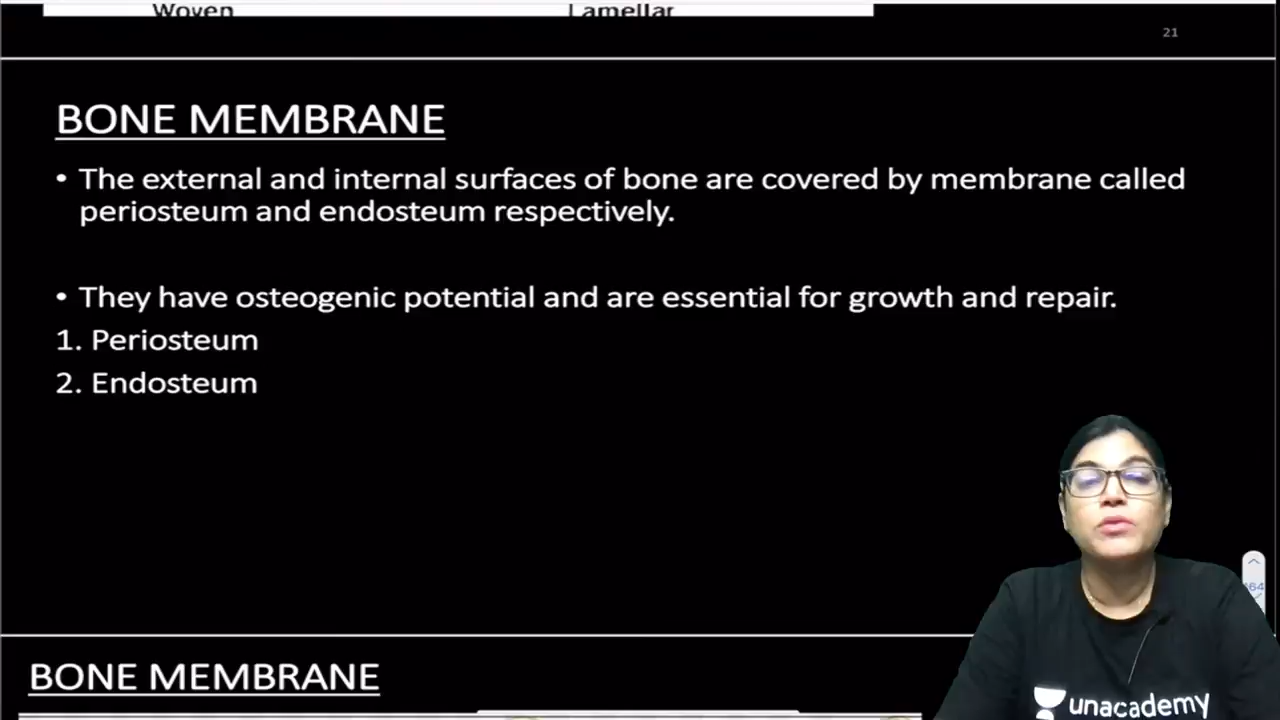 Woven Lamellar
21
BONE MEMBRANE
• The external and internal surfaces of bone are covered by membrane called
periosteum and endosteum respectively.
• They have osteogenic potential and are essential for growth and repair.
1. Periosteum
2. Endosteum
BONE MEMBRANE
unacademy